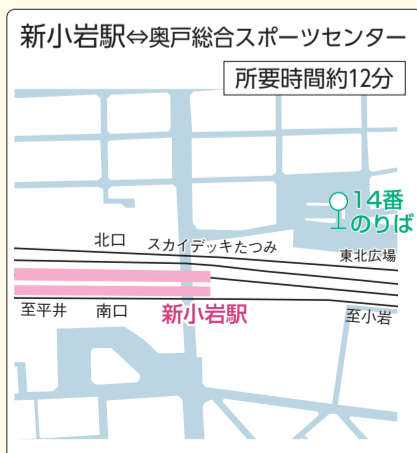 新小岩駅⇔奥戸総合スポーツセンター
所要時間約12分
14番
のりば
北口
スカイデッキたつみ
東北広場
至平井
南口
新小岩駅
至小岩